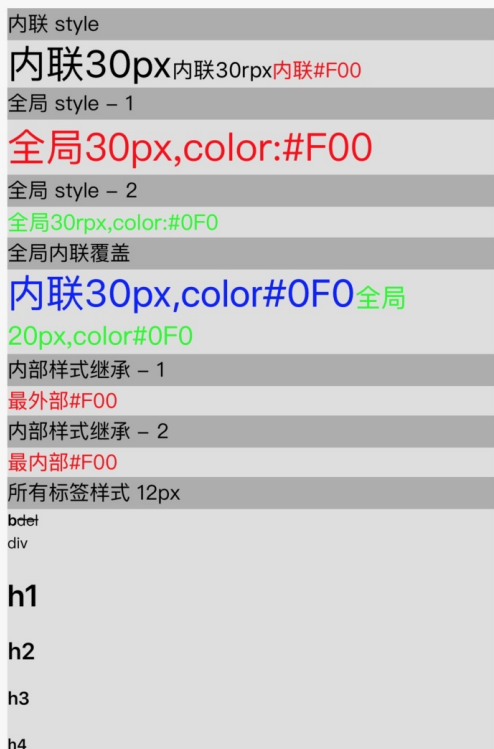 内联 style
内联30px内联30rpx内联#F00
全局 style – 1
全局30px,color:#F00
全局 style – 2
全局30rpx,color:#0F0
全局内联覆盖
内联30px,color#0F0全局
20px,color#0F0
内部样式继承 – 1
最外部#F00
内部样式继承 – 2
最内部#F00
所有标签样式 12px
bdel
div
h1
h2
h3
h4